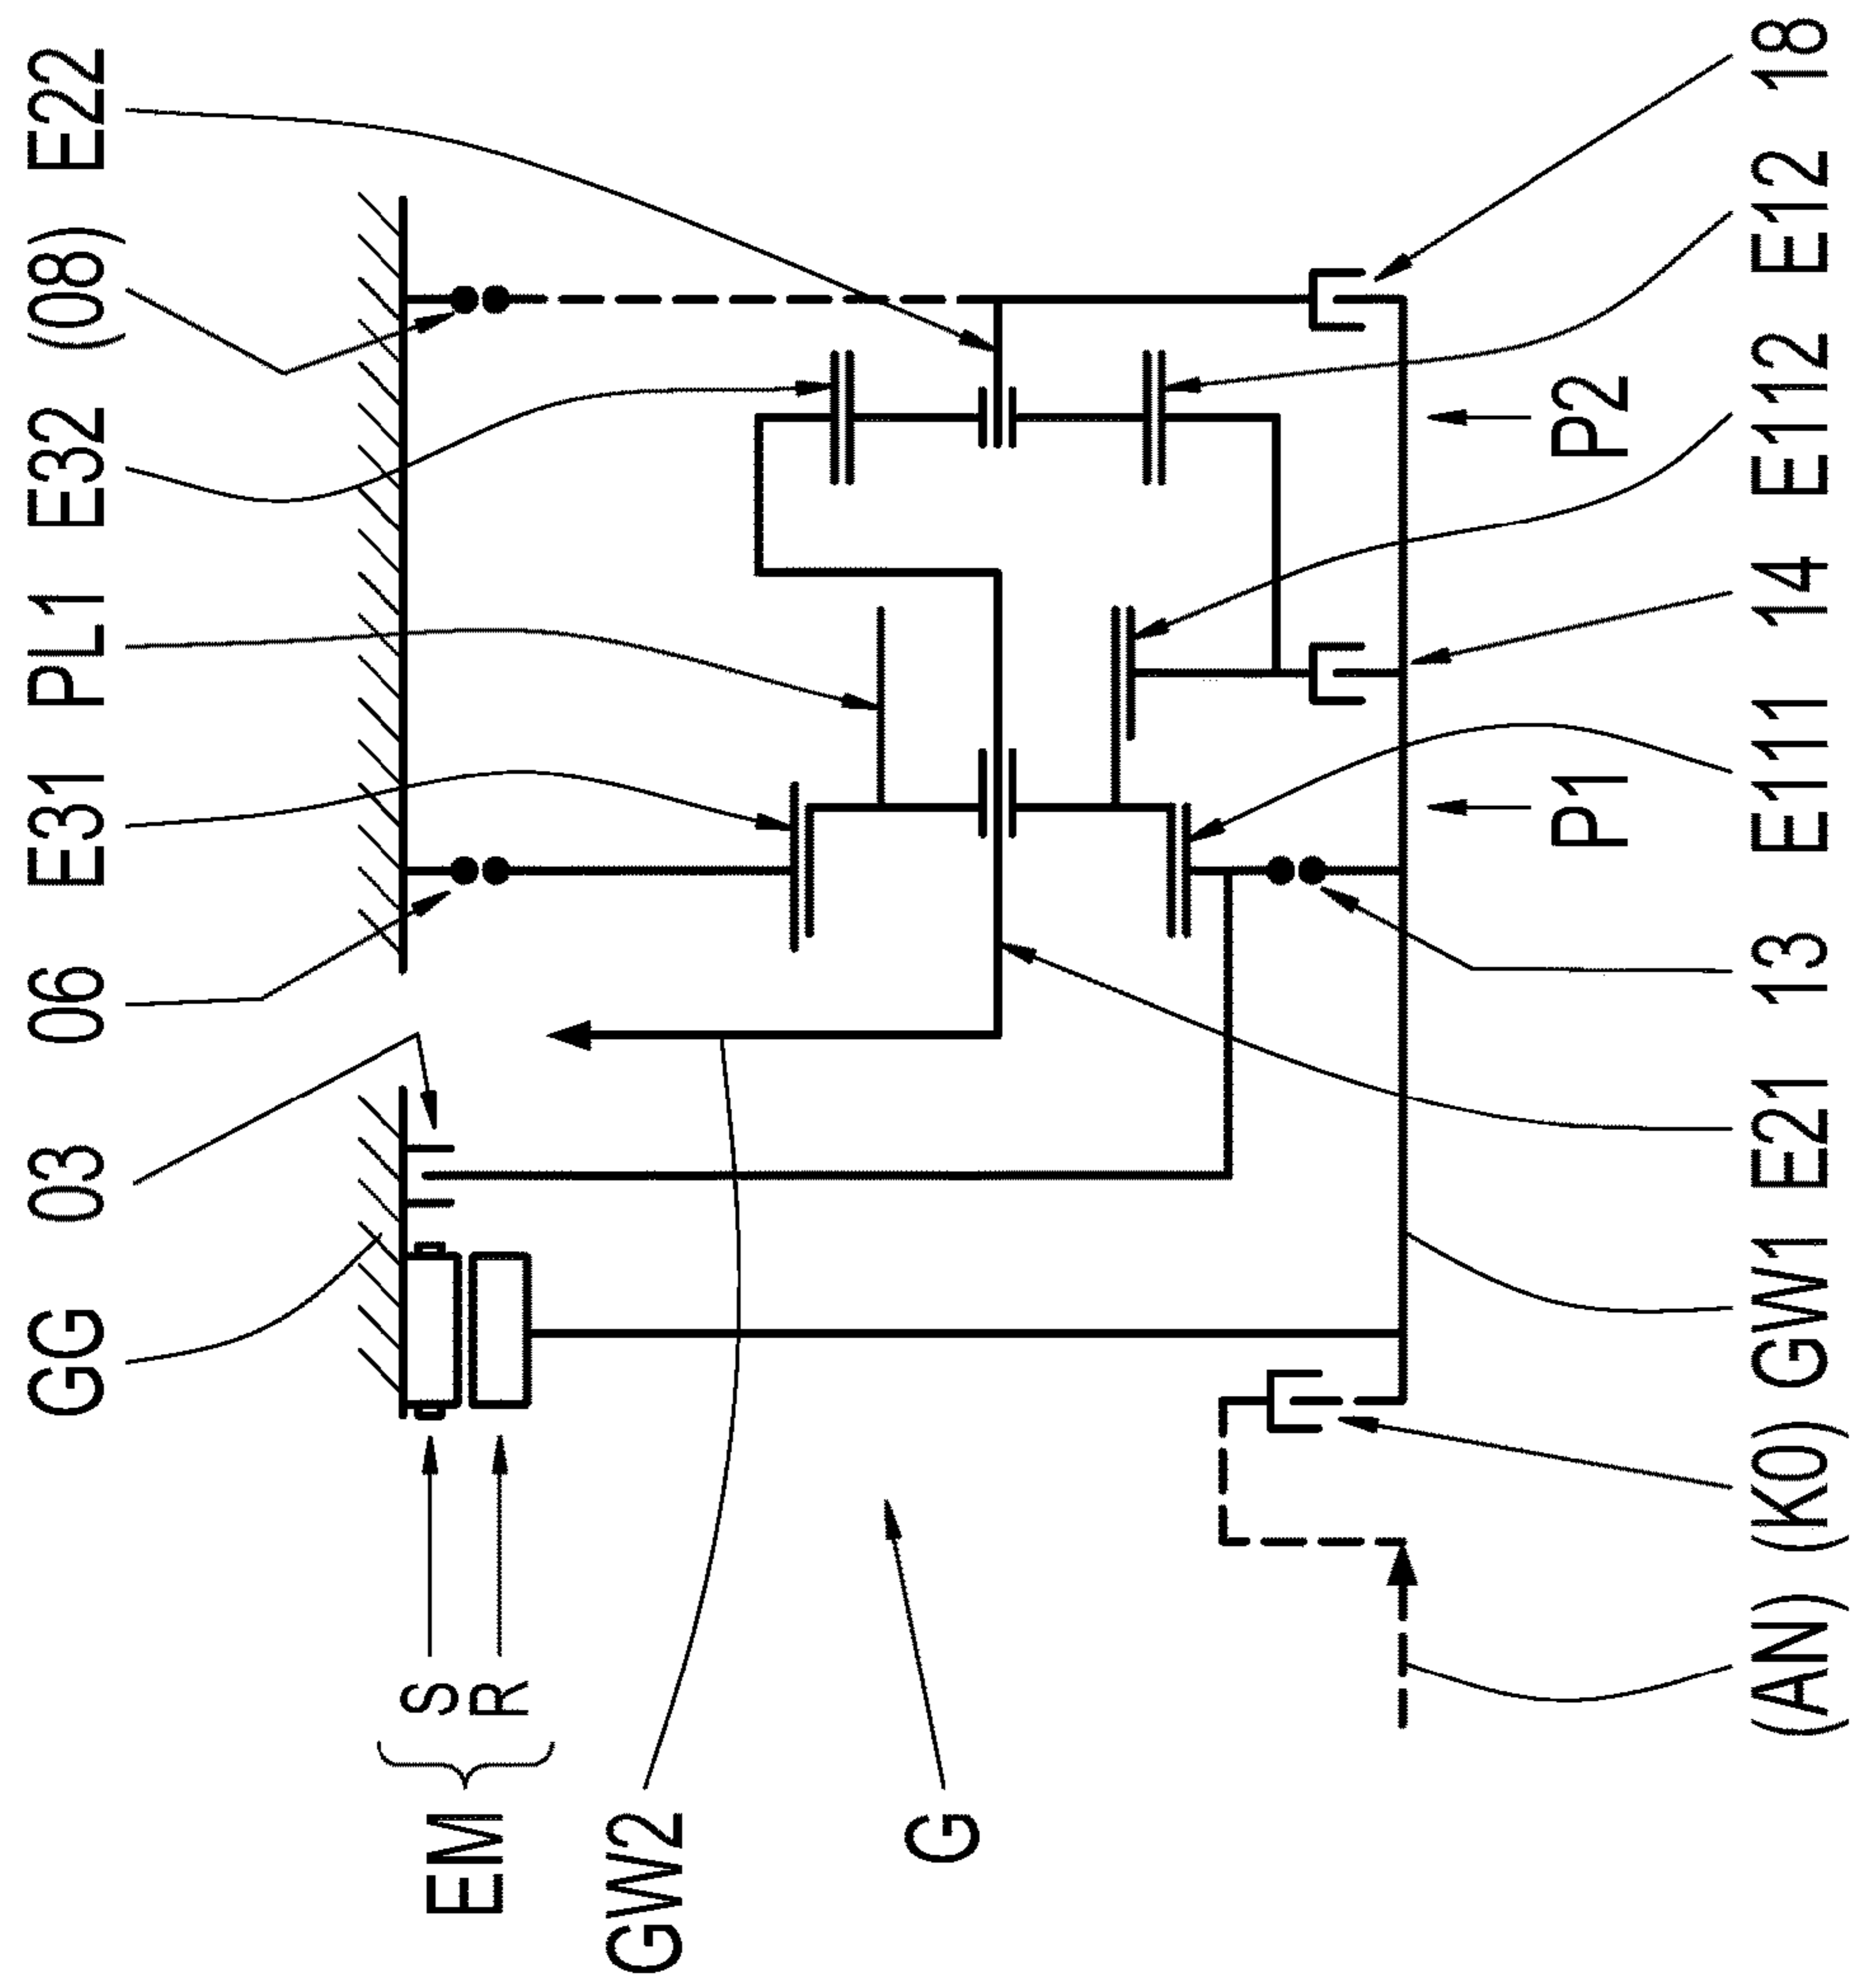 GG 03 06 E31 PL1 E32 (08) E22
S
EM
R
GW2
G
P1 P2
(AN) (K0) GW1 E21 13 E111 14 E112 E12 18